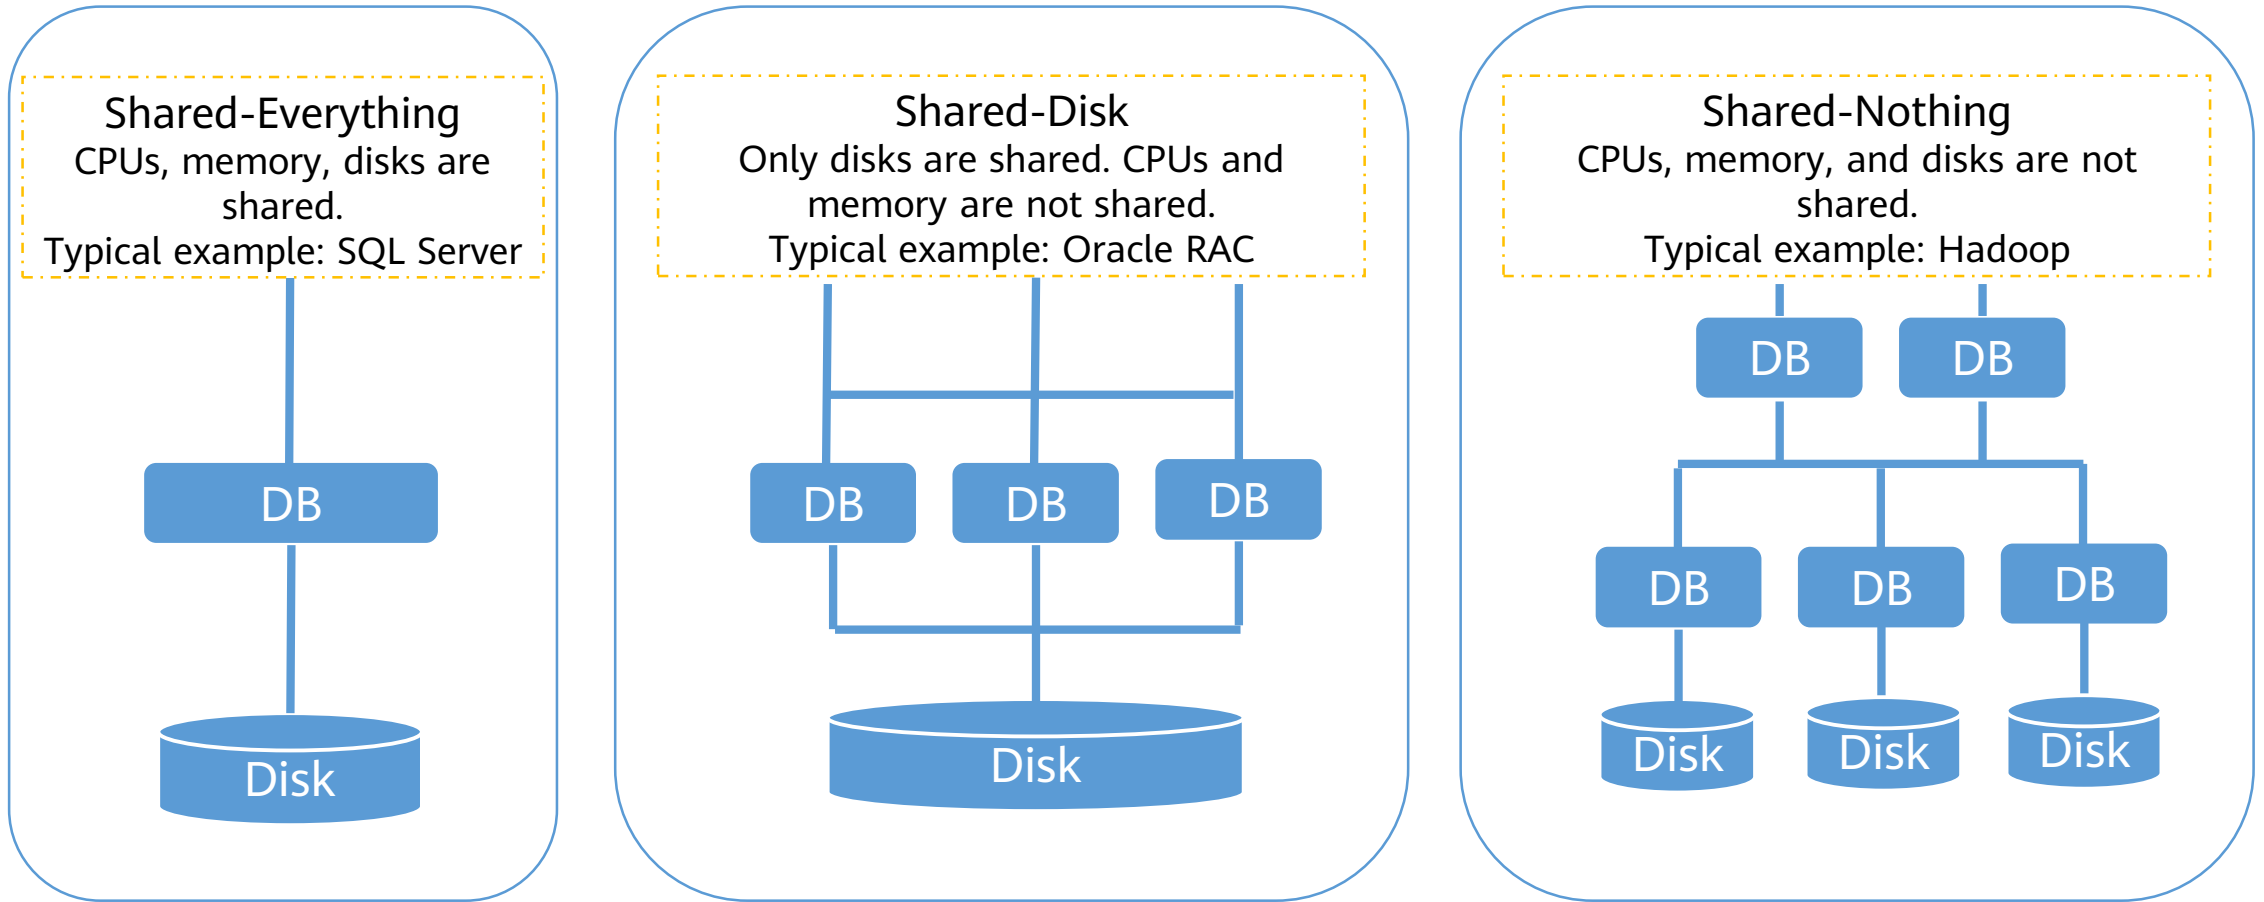 Shared-Everything
CPUs, memory, disks are
shared.
Typical example: SQL Server
DB
Disk
Shared-Disk
Only disks are shared. CPUs and
memory are not shared.
Typical example: Oracle RAC
DB
DB
DB
Disk
Shared-Nothing
CPUs, memory, and disks are not
shared.
Typical example: Hadoop
DB
DB
DB
DB
DB
Disk
Disk
Disk